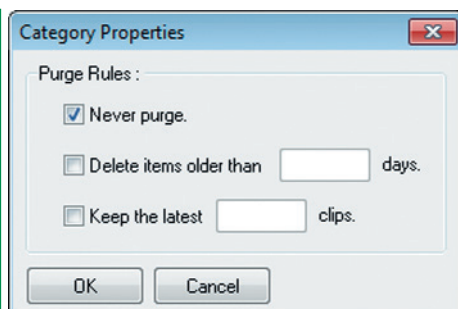 Category Properties
Purge Rules :
Never purge.
Delete items older than days.
Keep the latest clips.
OK Cancel